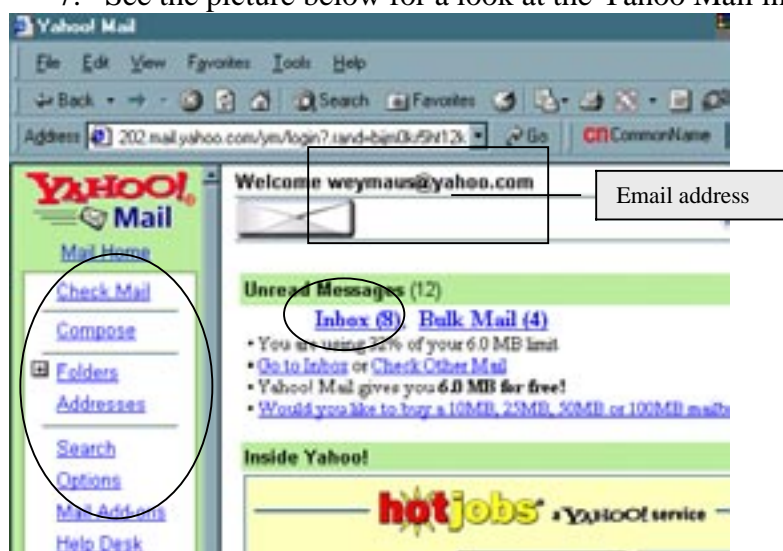 7. See the picture below for a look at the Yahoo Mail
Yahoo! Mail
File Edit View Favorites Tools Help
Back Search Favorites
Address 202.mail.yahoo.com/ym/login?.rand= Go CommonName
YAHOO! Mail
Mail Home
Check Mail
Compose
Folders
Addresses
Search
Options
Mail Add-ons
Help Desk
Welcome weymaus@yahoo.com
Email address
Unread Messages (12)
Inbox (8), Bulk Mail (4)
• You are using 32% of your 6.0 MB limit
• Go to Inbox or Check Other Mail
• Yahoo! Mail gives you 6.0 MB for free!
• Would you like to buy a 10MB, 25MB, 50MB or 100MB
Inside Yahoo!
hotjobs a YAHOO! service